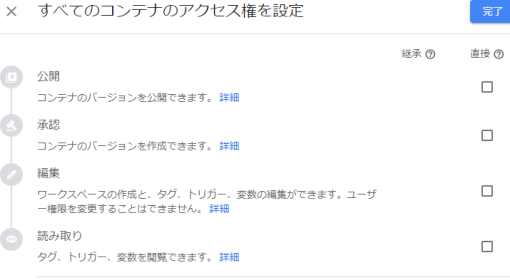 × すべてのコンテナのアクセス権を設定 完了
継承 直接
公開
コンテナのバージョンを公開できます。 詳細
承認
コンテナのバージョンを作成できます。 詳細
編集
ワークスペースの作成と、タグ、トリガー、変数の編集ができます。ユーザ
ー権限を変更することはできません。 詳細
読み取り
タグ、トリガー、変数を閲覧できます。 詳細